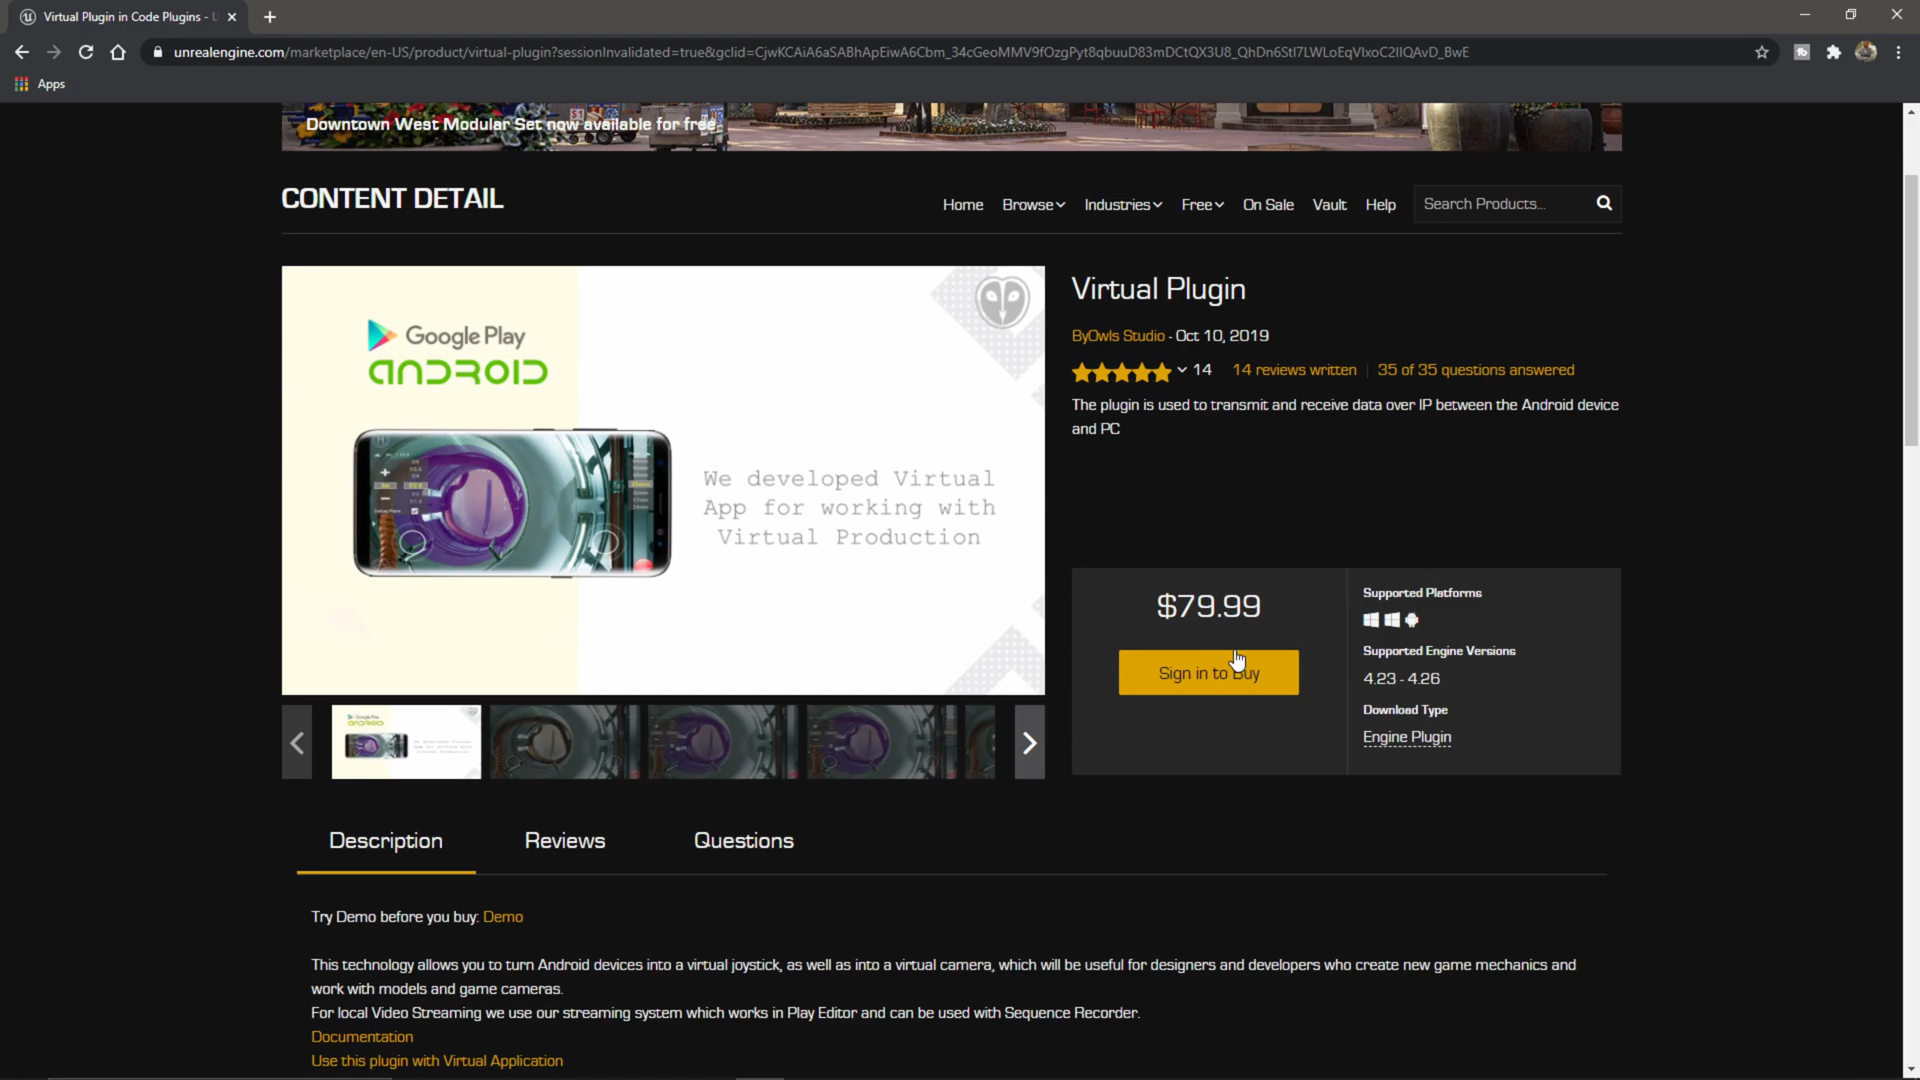 Virtual Plugin in Code Plugins - U
unrealengine.com/marketplace/en-US/product/virtual-plugin?sessionInvalidated=true&gclid=CjwKCAiA6aSABhApEiwA6Cbm_34cGeoMMV9fOzgPyt8qbuuD83mDCtQX3U8_QhDn6StI7LWLoEqVIxoC2IIQAvD_BwE
Apps
Downtown West Modular Set now available for free
CONTENT DETAIL
Home Browse Industries Free On Sale Vault Help Search Products...
Google Play
ANDROID
We developed Virtual
App for working with
Virtual Production
Virtual Plugin
ByOwls Studio - Oct 10, 2019
14 14 reviews written | 35 of 35 questions answered
The plugin is used to transmit and receive data over IP between the Android device
and PC
$79.99
Sign in to Buy
Supported Platforms
Supported Engine Versions
4.23 - 4.26
Download Type
Engine Plugin
Description Reviews Questions
Try Demo before you buy: Demo
This technology allows you to turn Android devices into a virtual joystick, as well as into a virtual camera, which will be useful for designers and developers who create new game mechanics and
work with models and game cameras.
For local Video Streaming we use our streaming system which works in Play Editor and can be used with Sequence Recorder.
Documentation
Use this plugin with Virtual Application